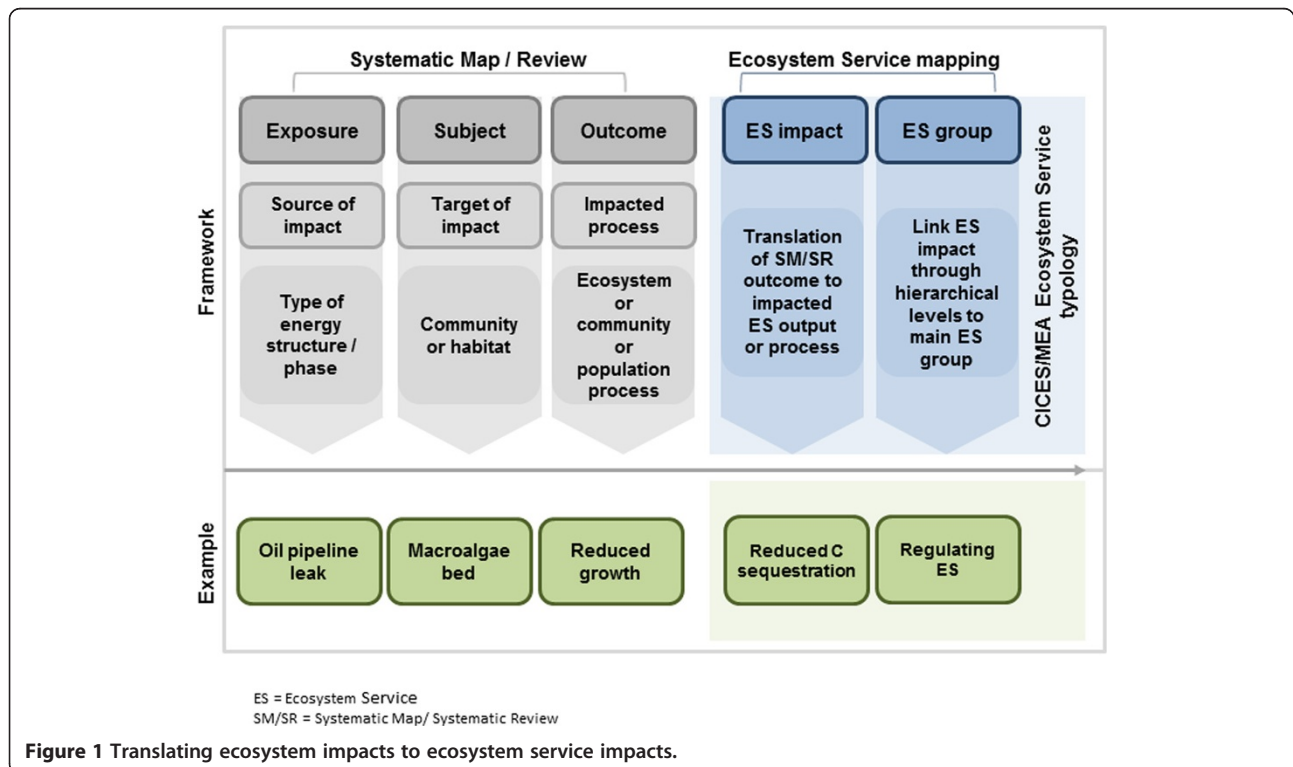 Systematic Map / Review
Ecosystem Service mapping
Exposure
Subject
Outcome
ES impact
ES group
Framework
Source of
impact
Target of
impact
Impacted
process
Type of
energy
structure /
phase
Community
or habitat
Ecosystem
or
community
or
population
process
Translation
of SM/SR
outcome to
impacted
ES output
or process
Link ES
impact
through
hierarchical
levels to
main ES
group
CICES/MEA Ecosystem Service
typology
Example
Oil pipeline
leak
Macroalgae
bed
Reduced
growth
Reduced C
sequestration
Regulating
ES
ES = Ecosystem Service
SM/SR = Systematic Map/ Systematic Review
Figure 1 Translating ecosystem impacts to ecosystem service impacts.